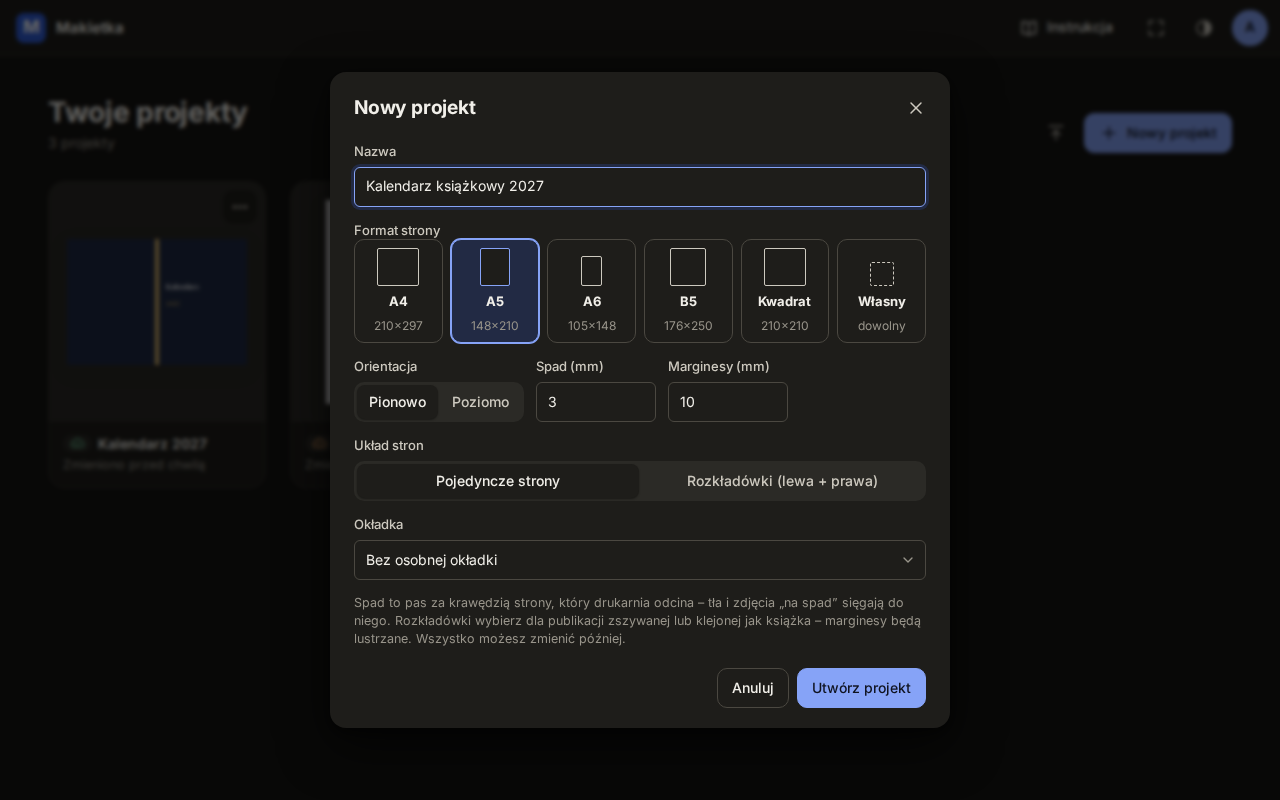 M Makietka
Instrukcja
A
Twoje projekty
3 projekty
Nowy projekt
Kalendarz 2027
Zmieniono przed chwilą
Nowy projekt
Nazwa
Kalendarz książkowy 2027
Format strony
A4 A5 A6 B5 Kwadrat Własny
210×297 148×210 105×148 176×250 210×210 dowolny
Orientacja Spad (mm) Marginesy (mm)
Pionowo Poziomo 3 10
Układ stron
Pojedyncze strony Rozkładówki (lewa + prawa)
Okładka
Bez osobnej okładki
Spad to pas za krawędzią strony, który drukarnia odcina – tła i zdjęcia „na spad” sięgają do
niego. Rozkładówki wybierz dla publikacji zszywanej lub klejonej jak książka – marginesy będą
lustrzane. Wszystko możesz zmienić później.
Anuluj Utwórz projekt